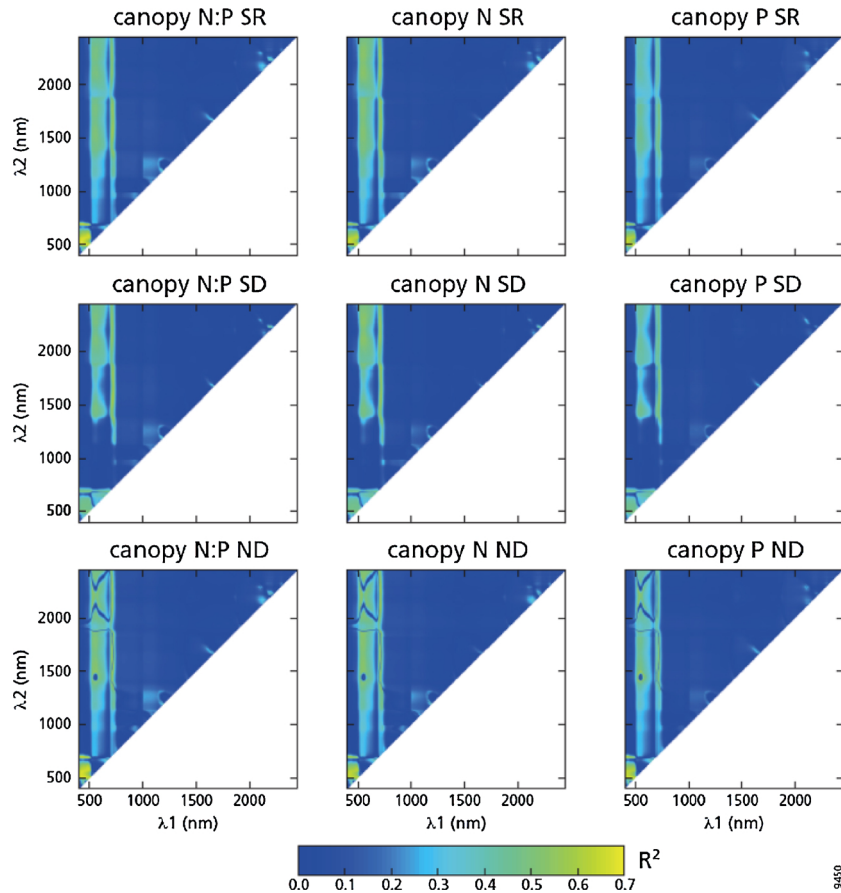 canopy N:P SR canopy N SR canopy P SR
2000
1500
1000
500
λ2 (nm)
canopy N:P SD canopy N SD canopy P SD
2000
1500
1000
500
λ2 (nm)
canopy N:P ND canopy N ND canopy P ND
2000
1500
1000
500
λ2 (nm)
500 1000 1500 2000 500 1000 1500 2000 500 1000 1500 2000
λ1 (nm) λ1 (nm) λ1 (nm)
R²
0.0 0.1 0.2 0.3 0.4 0.5 0.6 0.7
9450